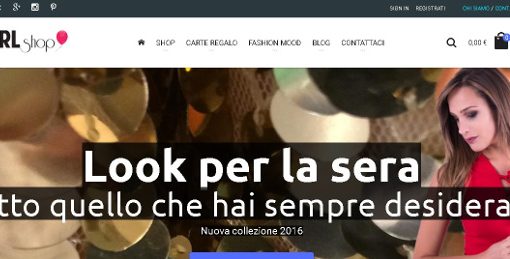 SIGN IN REGISTRATI CHI SIAMO / CONT
RL shop
SHOP CARTE REGALO FASHION MOOD BLOG CONTATTACI 0,00 € 0
Look per la sera
tto quello che hai sempre desidera
Nuova collezione 2016